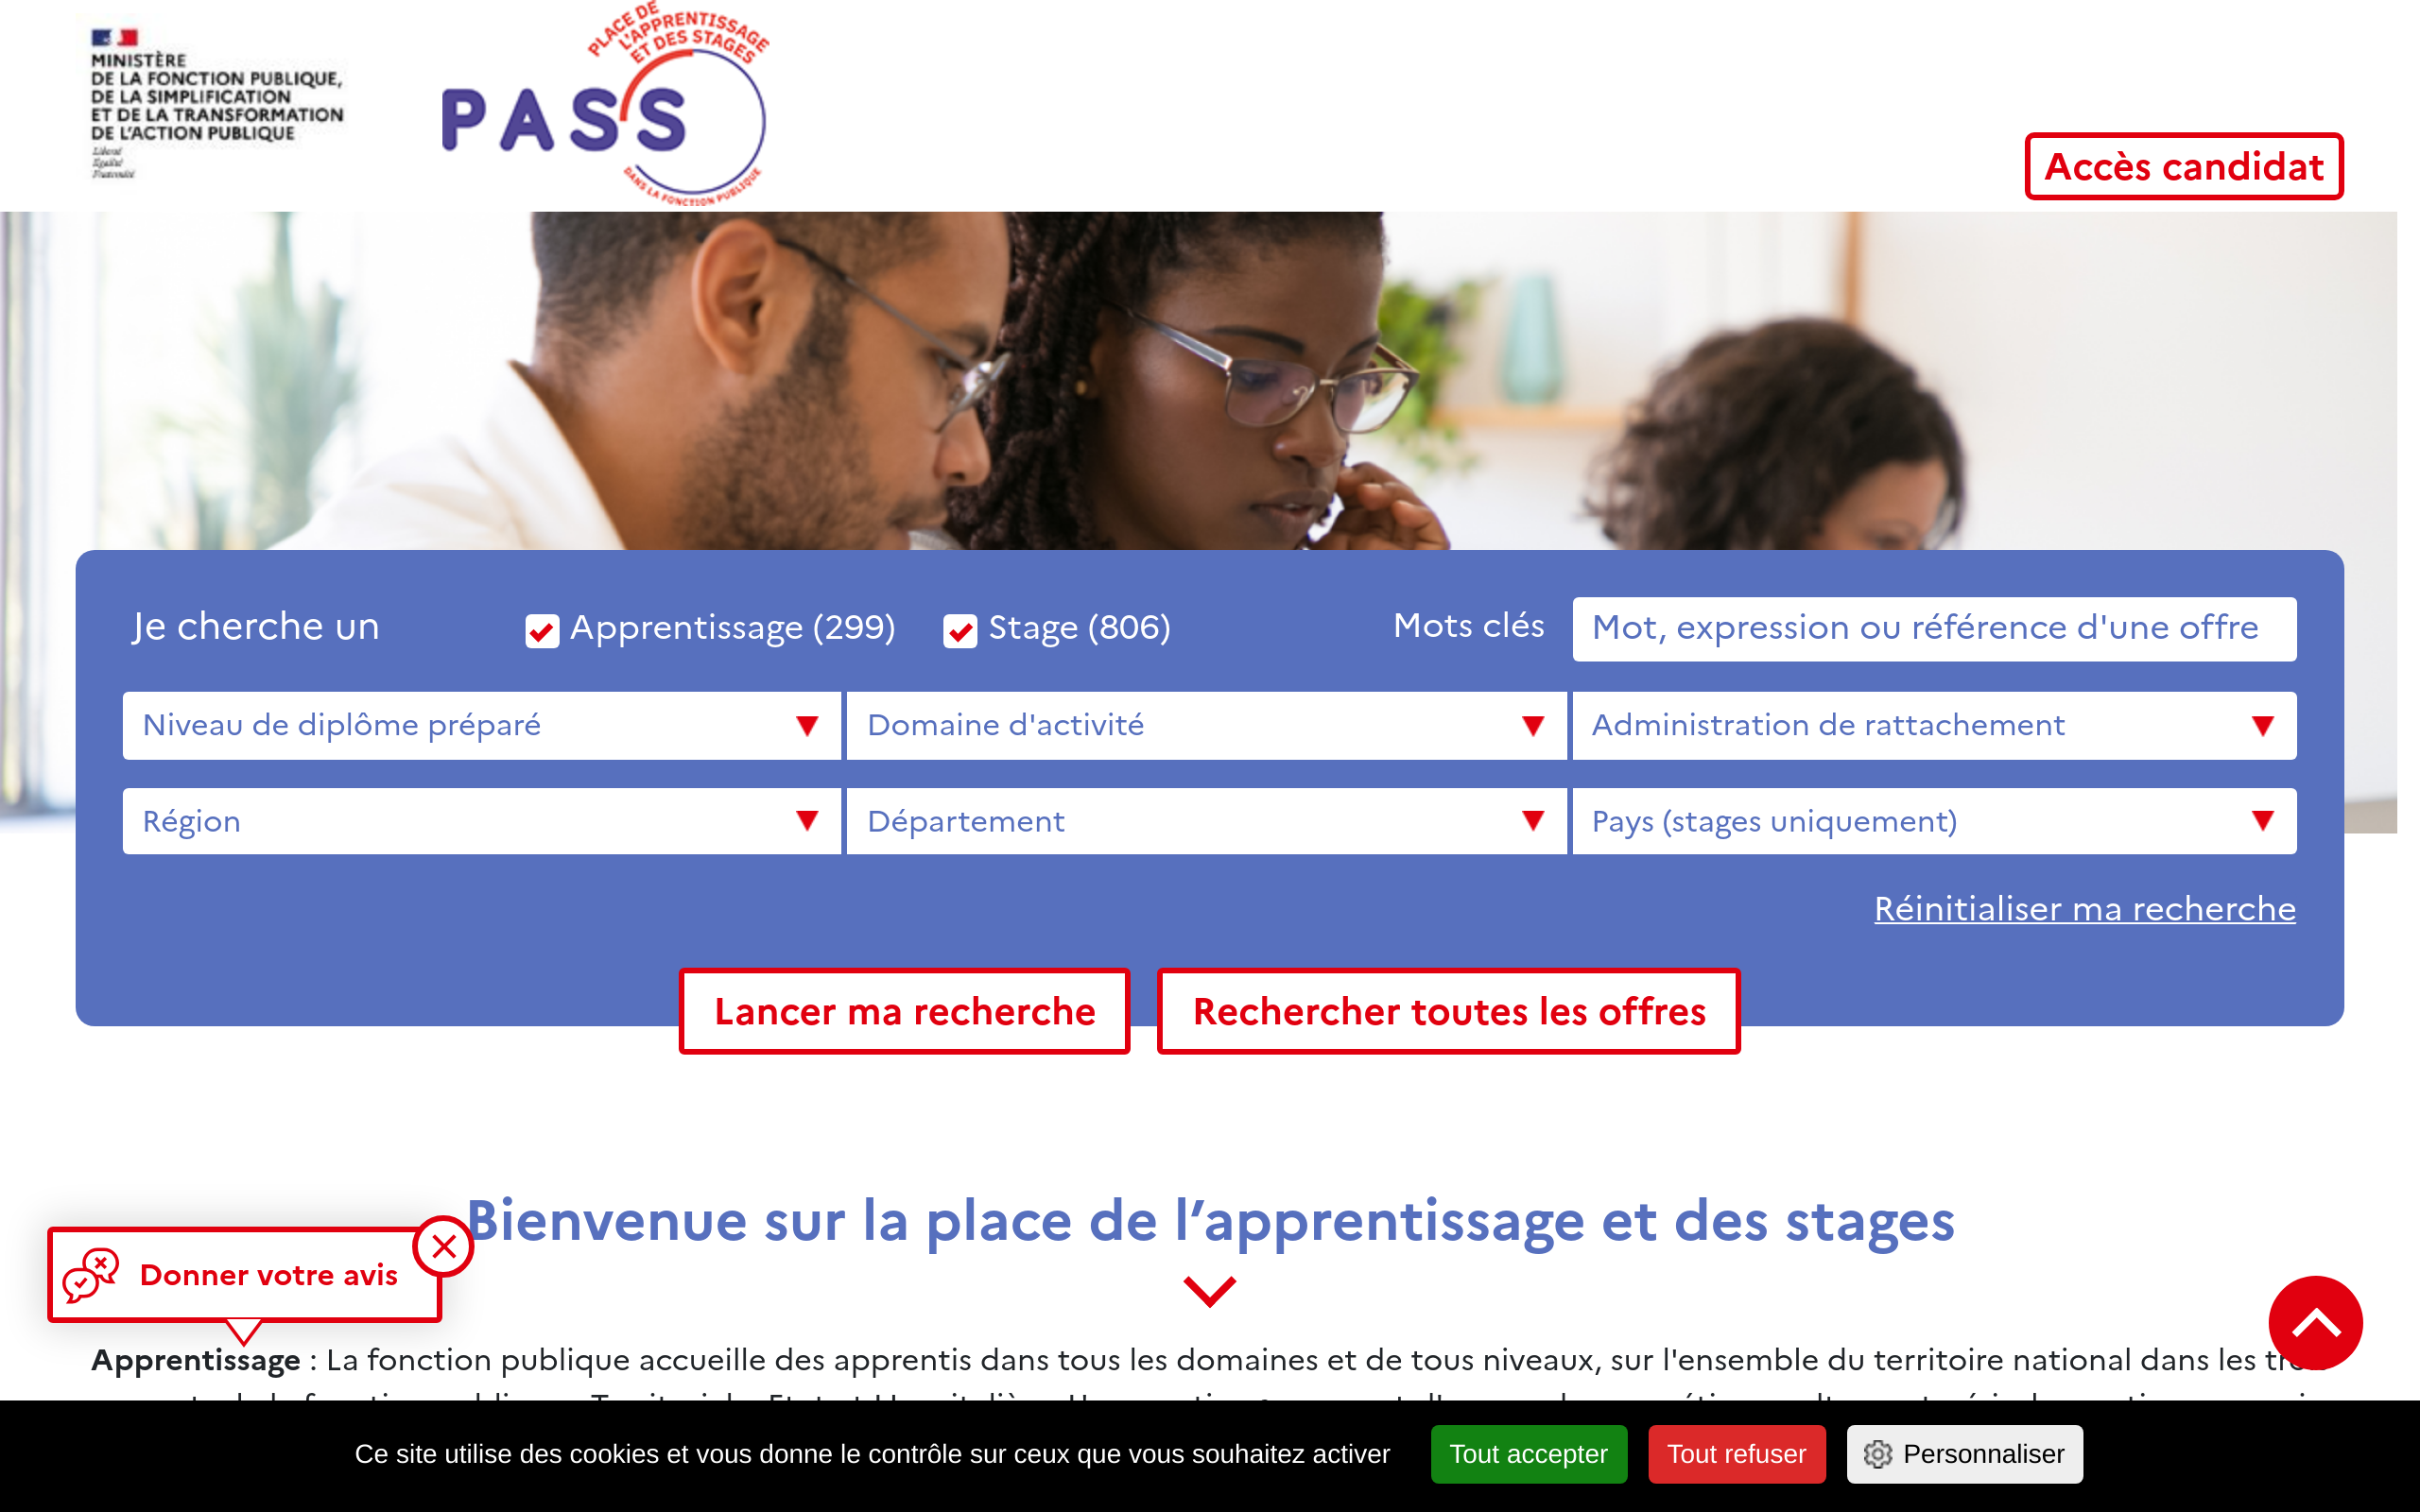 MINISTÈRE
DE LA FONCTION PUBLIQUE,
DE LA SIMPLIFICATION
ET DE LA TRANSFORMATION
DE L'ACTION PUBLIQUE
Liberté
Égalité
Fraternité
PLACE DE
L'APPRENTISSAGE
ET DES STAGES
PASS
DANS LA FONCTION PUBLIQUE
Accès candidat
Je cherche un
Apprentissage (299)
Stage (806)
Mots clés
Mot, expression ou référence d'une offre
Niveau de diplôme préparé
Domaine d'activité
Administration de rattachement
Région
Département
Pays (stages uniquement)
Réinitialiser ma recherche
Lancer ma recherche
Rechercher toutes les offres
Bienvenue sur la place de l’apprentissage et des stages
Donner votre avis
Apprentissage : La fonction publique accueille des apprentis dans tous les domaines et de tous niveaux, sur l'ensemble du territoire national dans les
Ce site utilise des cookies et vous donne le contrôle sur ceux que vous souhaitez activer
Tout accepter
Tout refuser
Personnaliser